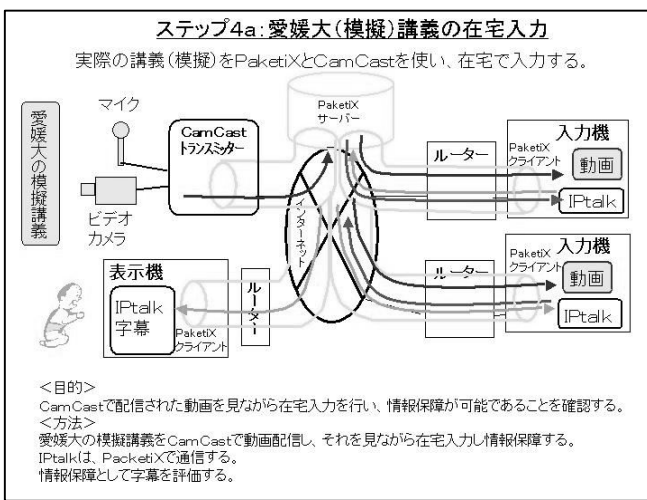 ステップ4a:愛媛大(模擬)講義の在宅入力
実際の講義(模擬)をPaketiXとCamCastを使い、在宅で入力する。
愛媛大の模擬講義
マイク
ビデオ
カメラ
CamCast
トランスミッター
PaketiX
サーバー
インターネット
ルーター
PaketiX
クライアント
入力機
動画
IPtalk
ルーター
PaketiX
クライアント
入力機
動画
IPtalk
表示機
IPtalk
字幕
PaketiX
クライアント
ルーター
<目的>
CamCastで配信された動画を見ながら在宅入力を行い、情報保障が可能であることを確認する。
<方法>
愛媛大の模擬講義をCamCastで動画配信し、それを見ながら在宅入力し情報保障する。
IPtalkは、PacketiXで通信する。
情報保障として字幕を評価する。